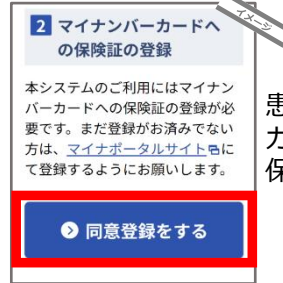 イメージ
2 マイナンバーカードへ
の保険証の登録
本システムのご利用にはマイナン
バーカードへの保険証の登録が必
要です。まだ登録がお済みでない
方は、マイナポータルサイトに
て登録するようにお願いします。
同意登録をする
患
カ
保